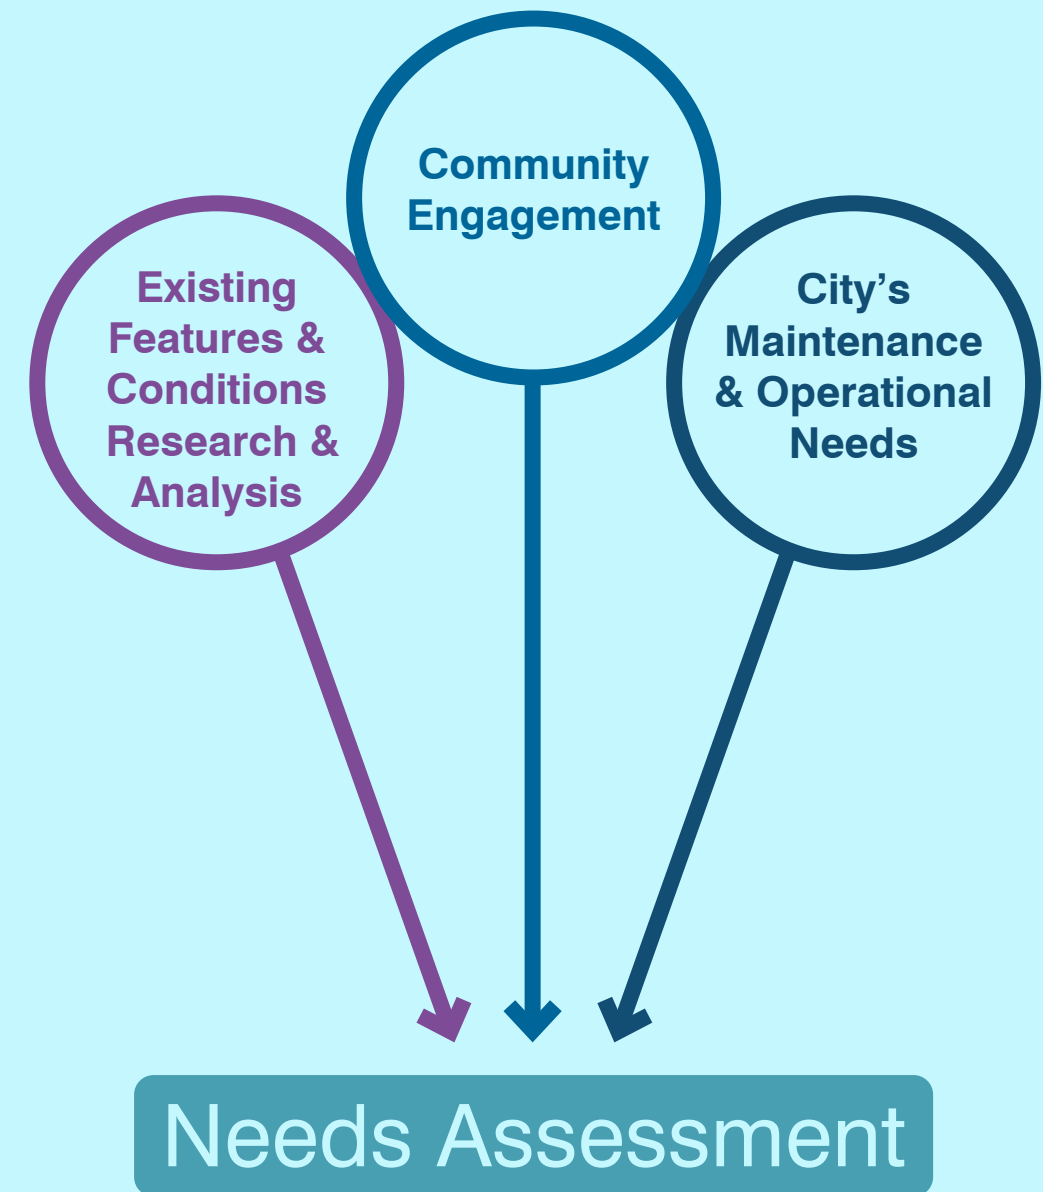 Community
Engagement
Existing
Features &
Conditions
Research &
Analysis
City’s
Maintenance
& Operational
Needs
Needs Assessment